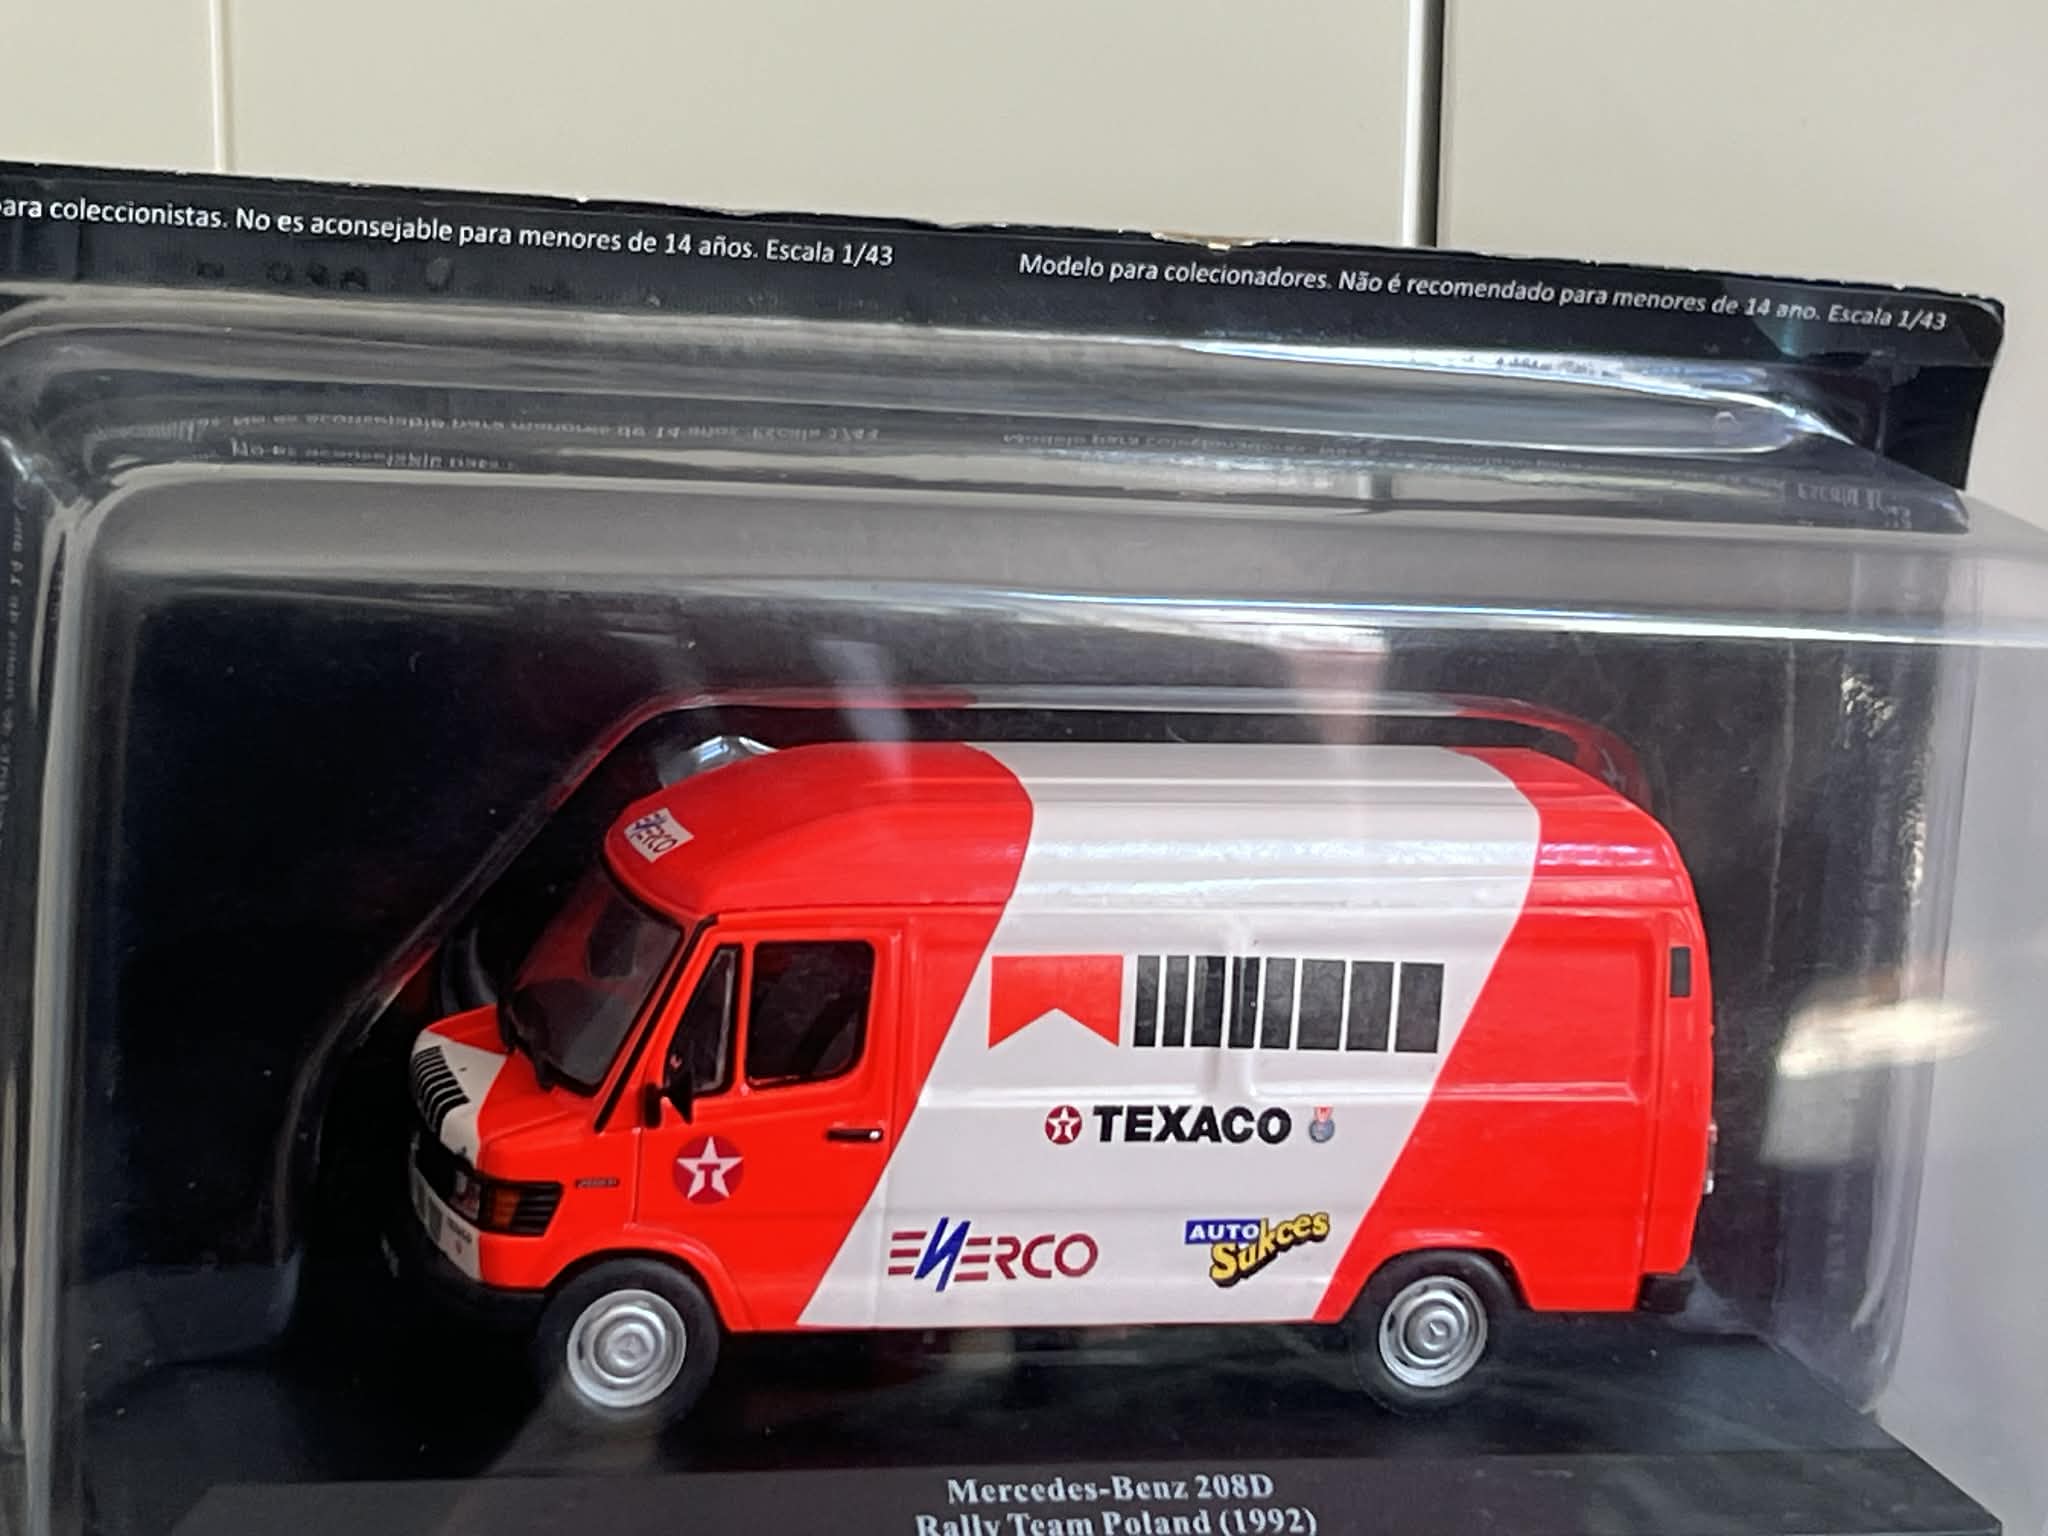 ara coleccionistas. No es aconsejable para menores de 14 años. Escala 1/43
Modelo para colecionadores. Não é recomendado para menores de 14 ano. Escala 1/43
ENERCO
TEXACO
ENERCO
AUTO
Sukces
Mercedes-Benz 208D
Rally Team Poland (1992)